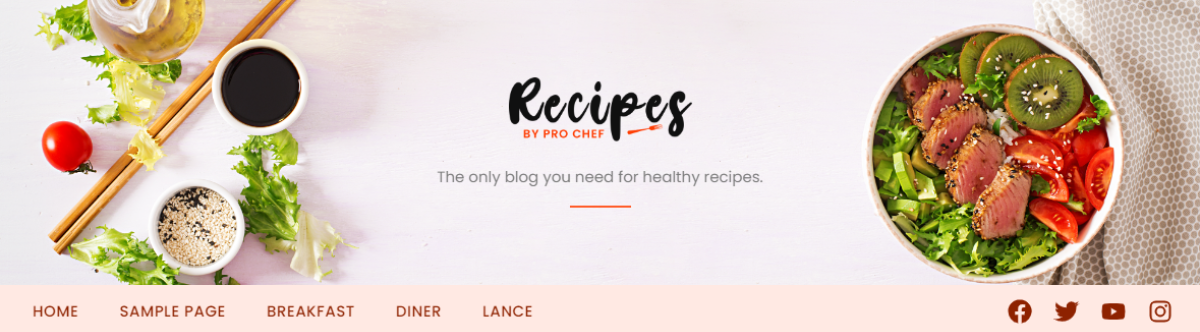 Recipes
BY PRO CHEF
The only blog you need for healthy recipes.
HOME SAMPLE PAGE BREAKFAST DINER LANCE